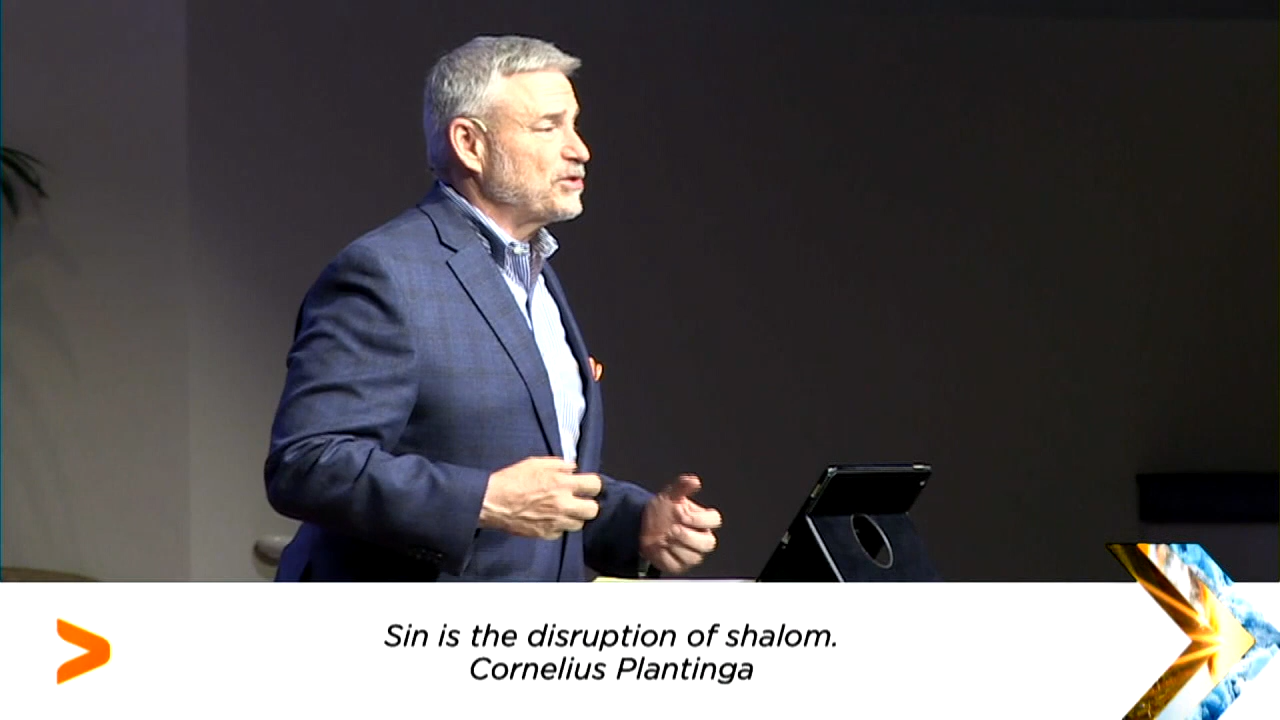 Sin is the disruption of shalom.
Cornelius Plantinga